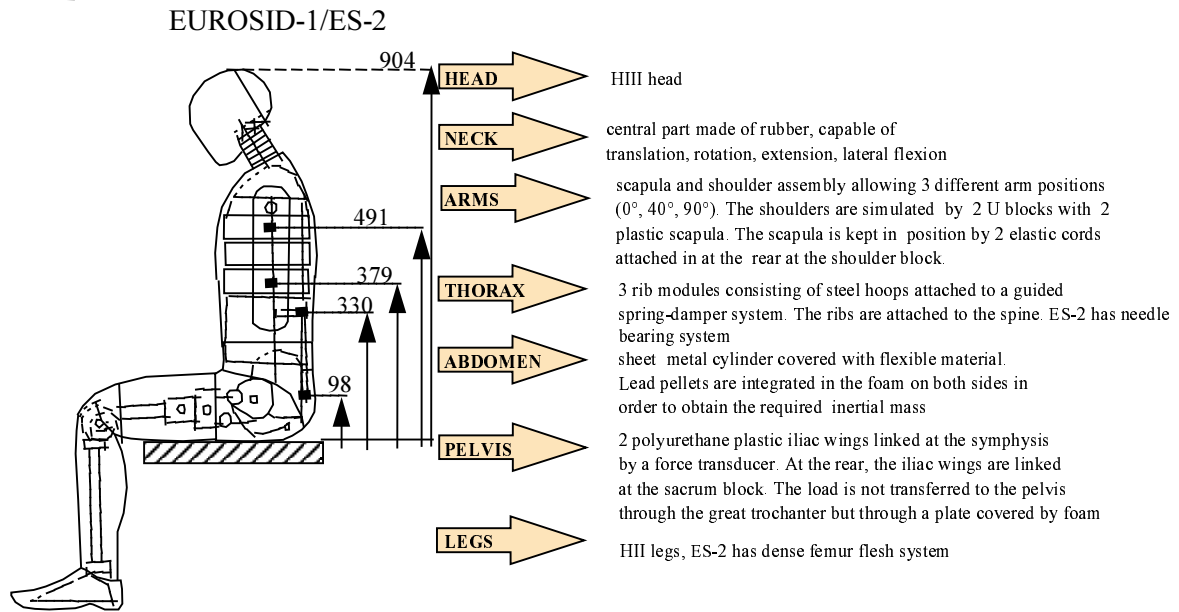 EUROSID-1/ES-2
904
491
379
330
98
HEAD
HIII head
NECK
central part made of rubber, capable of
translation, rotation, extension, lateral flexion
ARMS
scapula and shoulder assembly allowing 3 different arm positions
(0°, 40°, 90°). The shoulders are simulated by 2 U blocks with 2
plastic scapula. The scapula is kept in position by 2 elastic cords
attached in at the rear at the shoulder block.
THORAX
3 rib modules consisting of steel hoops attached to a guided
spring-damper system. The ribs are attached to the spine. ES-2 has needle
bearing system
ABDOMEN
sheet metal cylinder covered with flexible material.
Lead pellets are integrated in the foam on both sides in
order to obtain the required inertial mass
PELVIS
2 polyurethane plastic iliac wings linked at the symphysis
by a force transducer. At the rear, the iliac wings are linked
at the sacrum block. The load is not transferred to the pelvis
through the great trochanter but through a plate covered by foam
LEGS
HII legs, ES-2 has dense femur flesh system